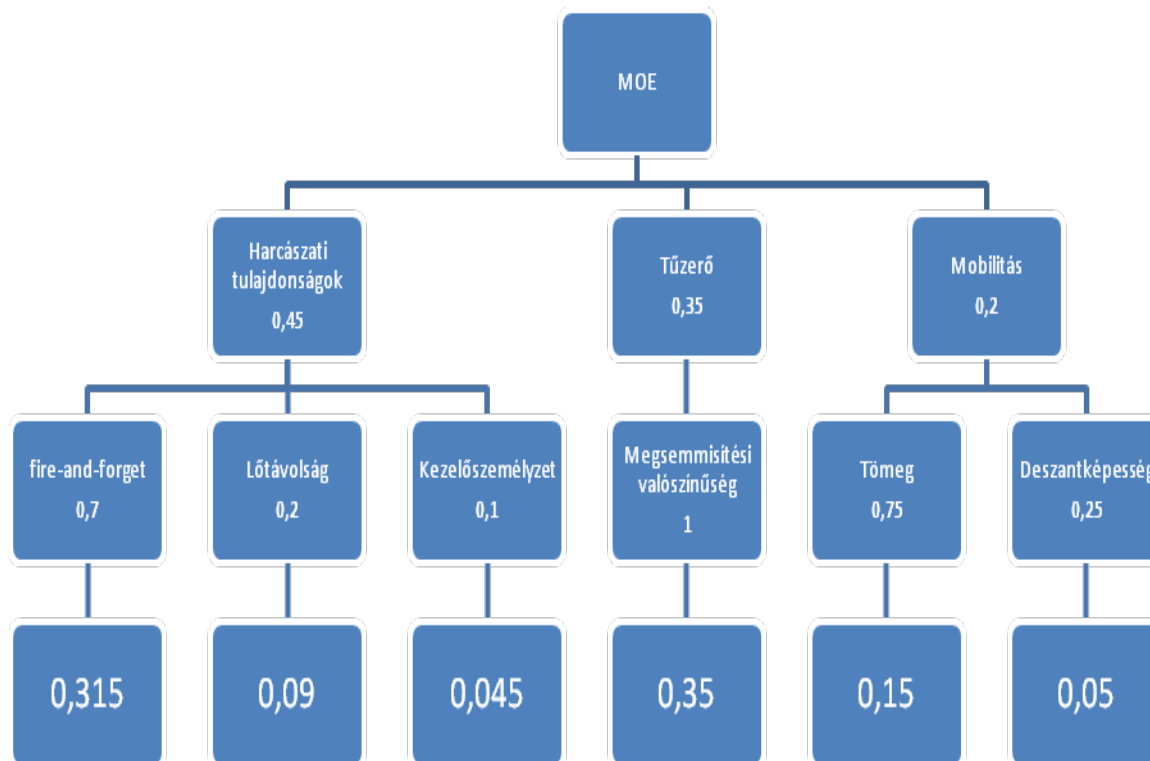 MOE
Harcászati
tulajdonságok
0,45
Tűzerő
0,35
Mobilitás
0,2
fire-and-forget
0,7
Lőtávolság
0,2
Kezelőszemélyzet
0,1
Megsemmisítési
valószínűség
1
Tömeg
0,75
Deszantképesség
0,25
0,315
0,09
0,045
0,35
0,15
0,05